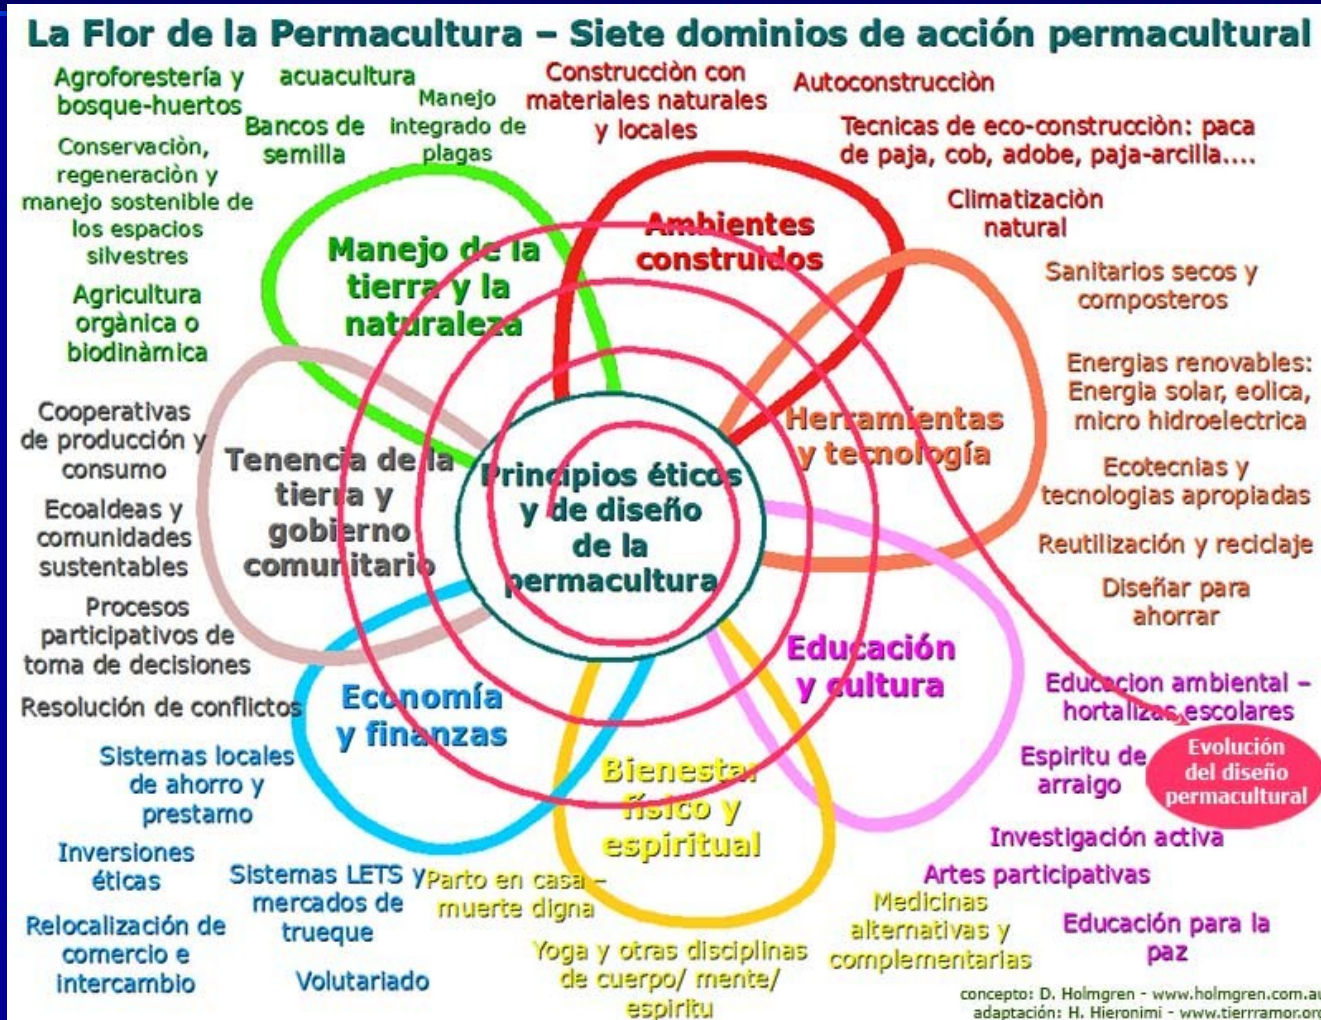 La Flor de la Permacultura – Siete dominios de acción permacultural
Agroforestería y
bosque-huertos
acuacultura
Bancos de
semilla
Manejo
integrado de
plagas
Conservaciòn,
regeneraciòn y
manejo sostenible de
los espacios
silvestres
Agricultura
orgànica o
biodinàmica
Manejo de la
tierra y la
naturaleza
Construcciòn con
materiales naturales
y locales
Autoconstrucciòn
Tecnicas de eco-construcciòn: paca
de paja, cob, adobe, paja-arcilla....
Climatizaciòn
natural
Ambientes
construidos
Sanitarios secos y
composteros
Energias renovables:
Energia solar, eolica,
micro hidroelectrica
Ecotecnias y
tecnologias apropiadas
Reutilización y reciclaje
Diseñar para
ahorrar
Herramientas
y tecnología
Cooperativas
de producción y
consumo
Ecoaldeas y
comunidades
sustentables
Procesos
participativos de
toma de decisiones
Resolución de conflictos
Tenencia de la
tierra y
gobierno
comunitario
Principios éticos
y de diseño
de la
permacultura
Educación
y cultura
Educacion ambiental –
hortalizas escolares
Espiritu de
arraigo
Evolución
del diseño
permacultural
Investigación activa
Artes participativas
Educación para la
paz
Economía
y finanzas
Sistemas locales
de ahorro y
prestamo
Inversiones
éticas
Sistemas LETS y
mercados de
trueque
Relocalización de
comercio e
intercambio
Volutariado
Bienestar
físico y
espiritual
Parto en casa –
muerte digna
Yoga y otras disciplinas
de cuerpo/ mente/
espiritu
Medicinas
alternativas y
complementarias
concepto: D. Holmgren - www.holmgren.com.au
adaptación: H. Hieronimi - www.tierrramor.org